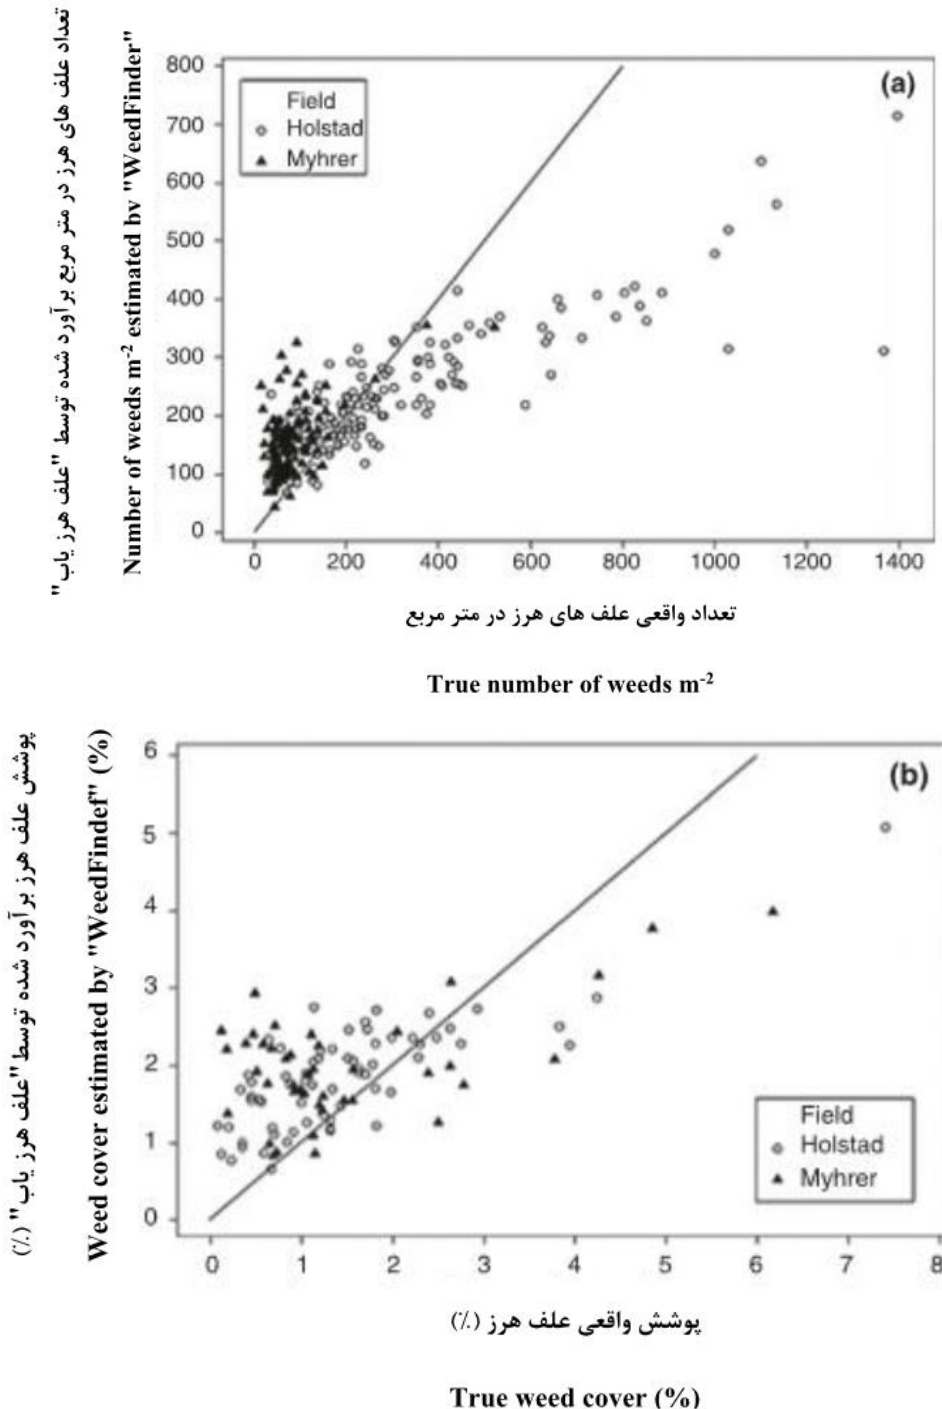 تعداد علف های هرز در متر مربع برآورد شده توسط "علف هرز یاب"
Number of weeds m-2 estimated by "WeedFinder"
(a)
Field
Holstad
Myhrer
800
700
600
500
400
300
200
100
0
0 200 400 600 800 1000 1200 1400
تعداد واقعی علف های هرز در متر مربع
True number of weeds m-2
پوشش علف هرز برآورد شده توسط "علف هرز یاب" (٪)
Weed cover estimated by "WeedFindef" (%)
(b)
6
5
4
3
2
1
0
Field
Holstad
Myhrer
0 1 2 3 4 5 6 7 8
پوشش واقعی علف هرز (٪)
True weed cover (%)